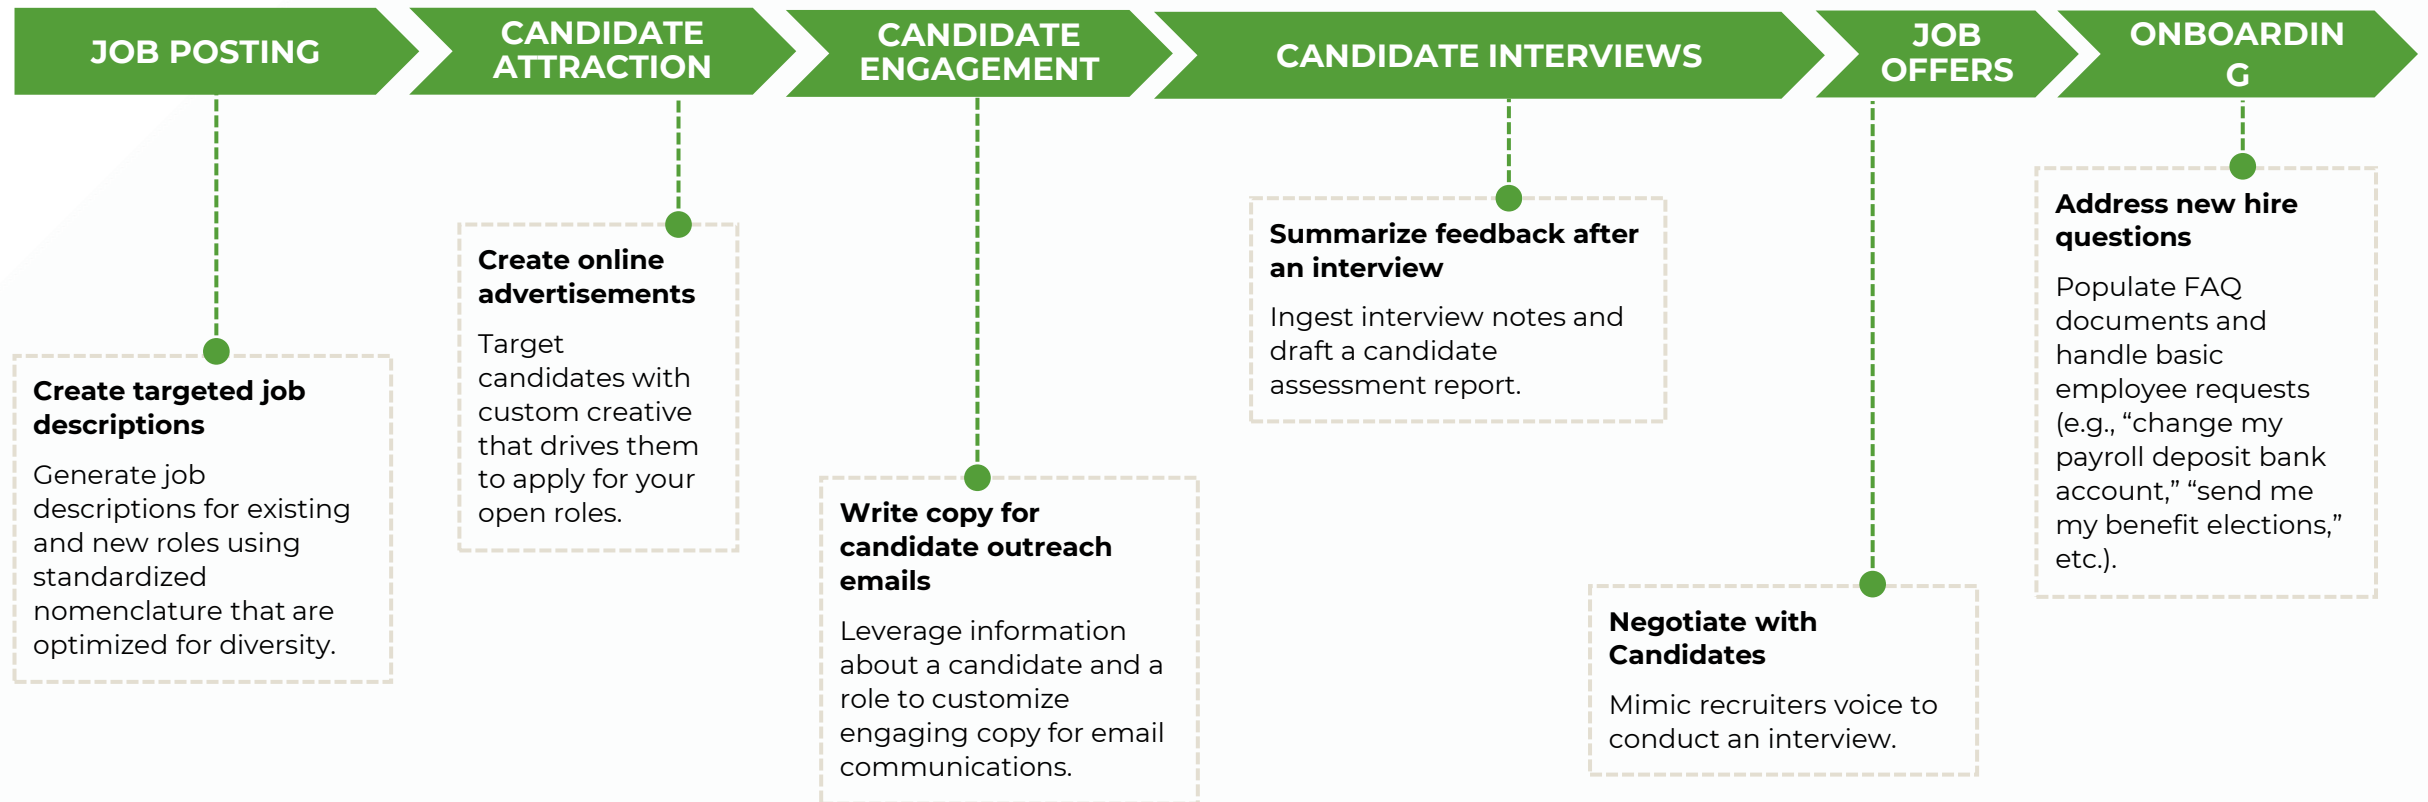 JOB POSTING
CANDIDATE
ATTRACTION
CANDIDATE
ENGAGEMENT
CANDIDATE INTERVIEWS
JOB
OFFERS
ONBOARDIN
G
Create targeted job
descriptions
Generate job
descriptions for existing
and new roles using
standardized
nomenclature that are
optimized for diversity.
Create online
advertisements
Target
candidates with
custom creative
that drives them
to apply for your
open roles.
Write copy for
candidate outreach
emails
Leverage information
about a candidate and a
role to customize
engaging copy for email
communications.
Summarize feedback after
an interview
Ingest interview notes and
draft a candidate
assessment report.
Negotiate with
Candidates
Mimic recruiters voice to
conduct an interview.
Address new hire
questions
Populate FAQ
documents and
handle basic
employee requests
(e.g., “change my
payroll deposit bank
account,” “send me
my benefit elections,”
etc.).